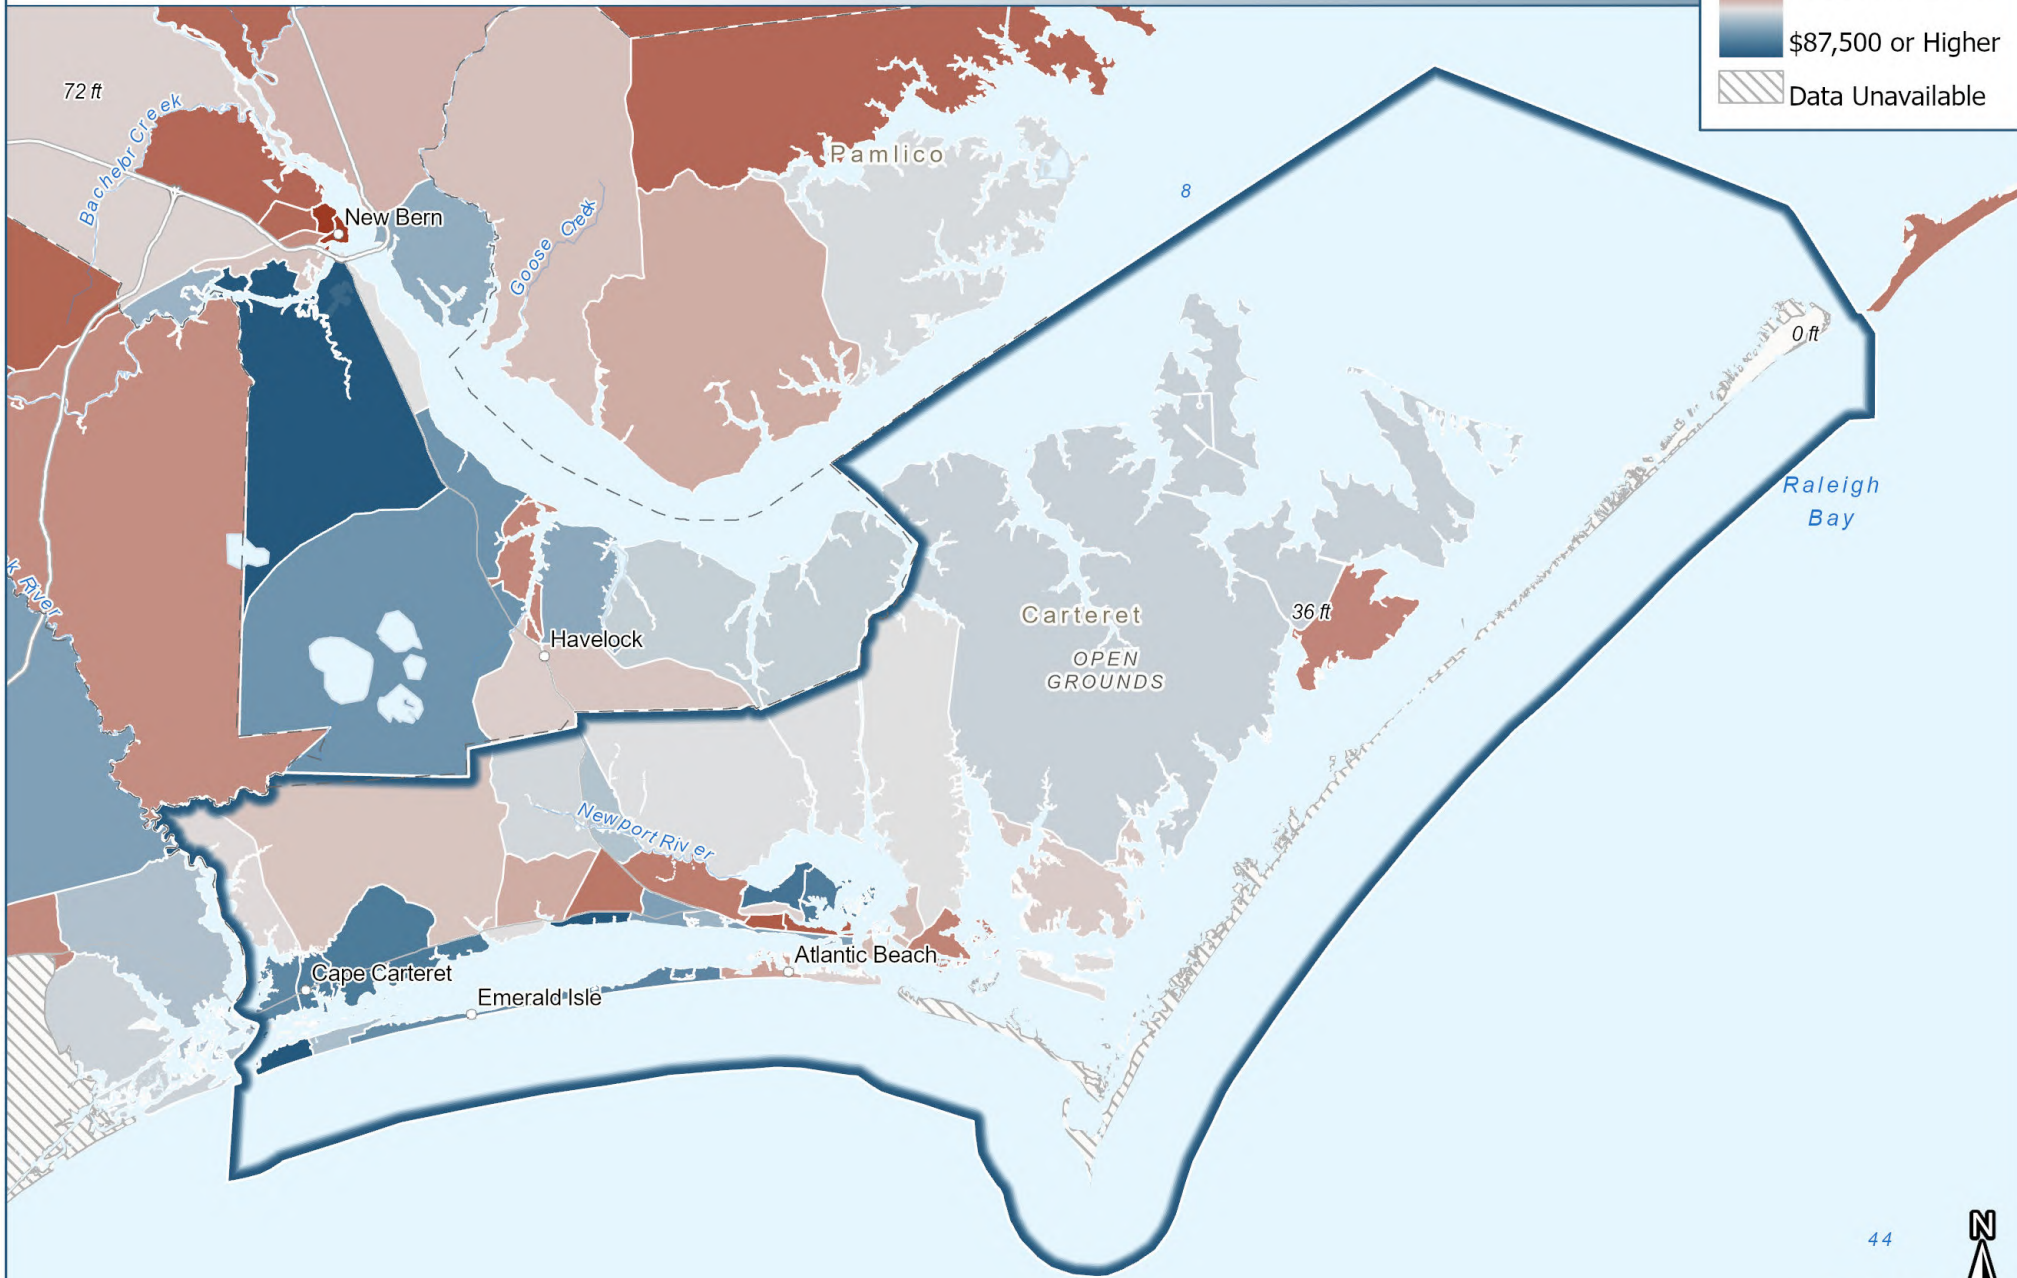 $87,500 or Higher
Data Unavailable
72 ft
Bachelor Creek
Pamlico
8
New Bern
Goose Creek
0 ft
Raleigh
Bay
k River
Havelock
Carteret
36 ft
OPEN
GROUNDS
Newport River
Atlantic Beach
Cape Carteret
Emerald Isle
N
44